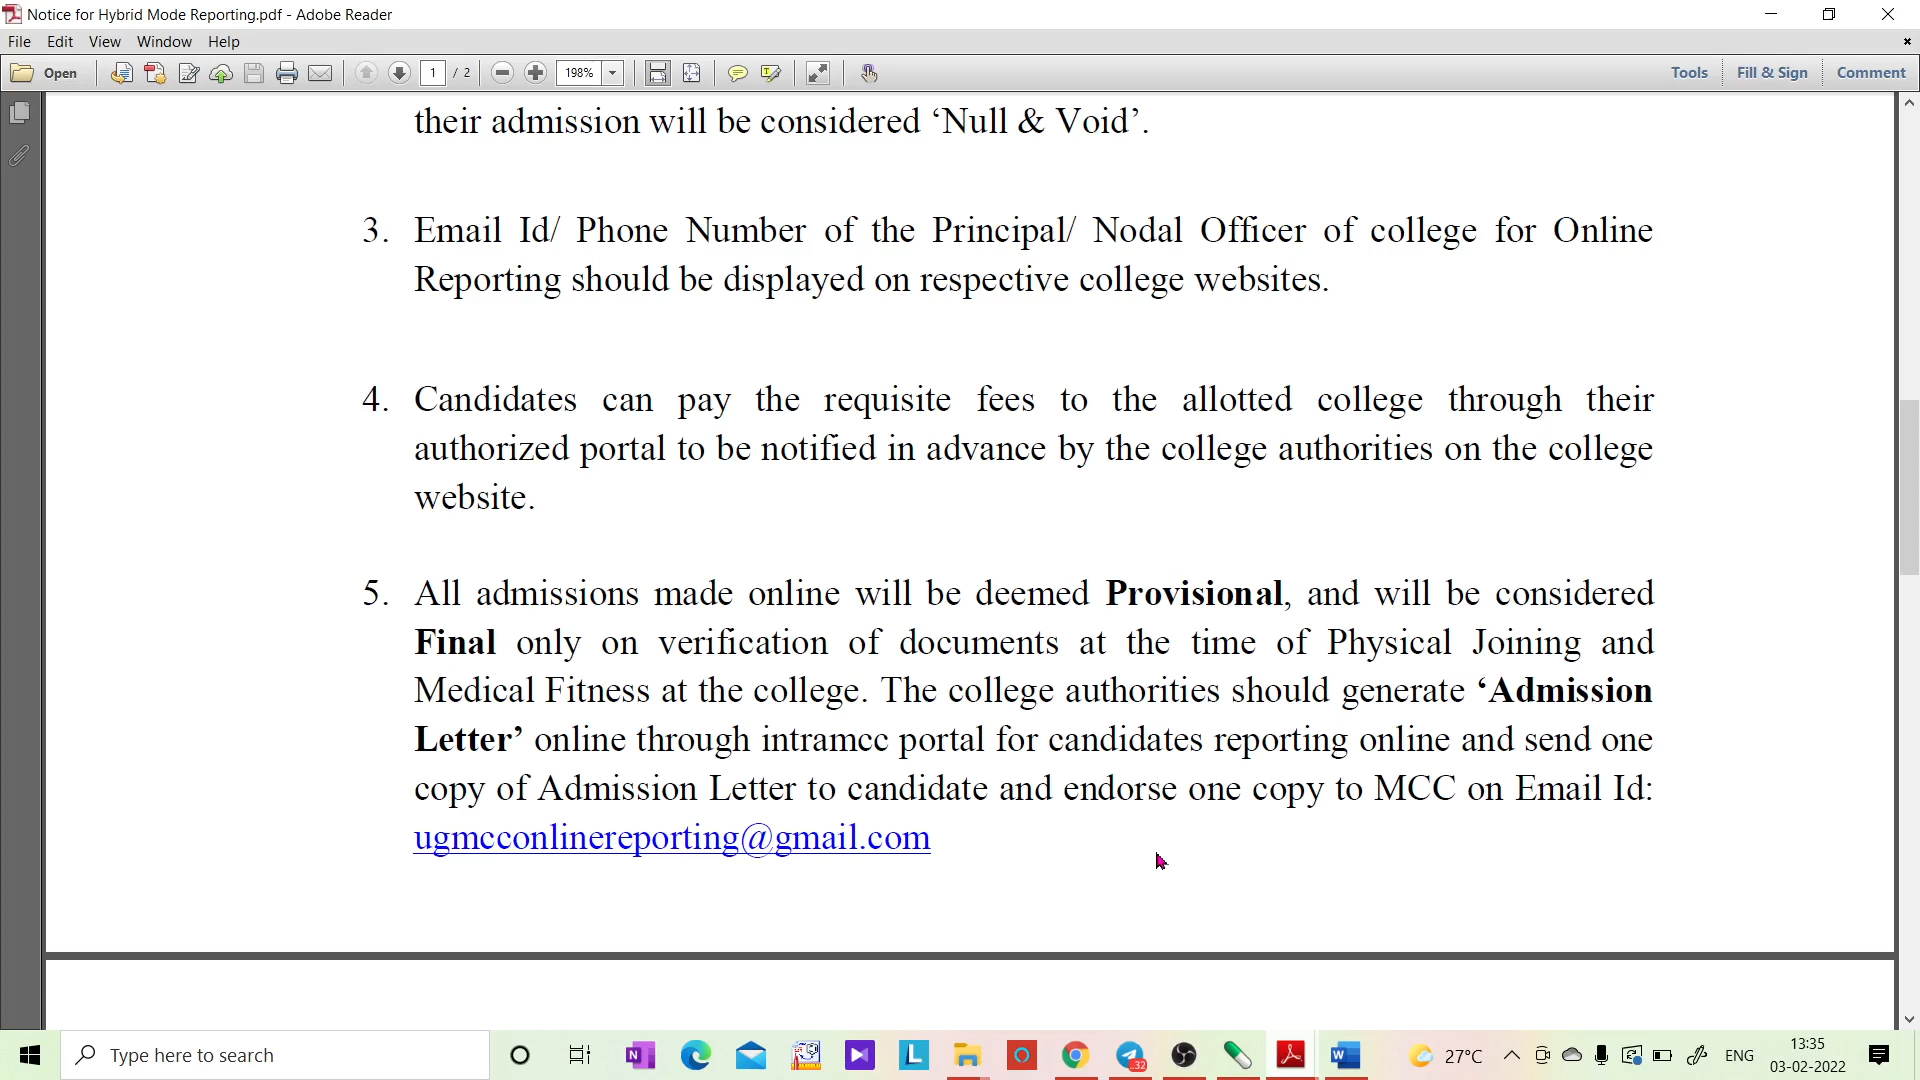 Notice for Hybrid Mode Reporting.pdf - Adobe Reader
File Edit View Window Help
Open 1 / 2 198% Tools Fill & Sign Comment
their admission will be considered ‘Null & Void’.
3. Email Id/ Phone Number of the Principal/ Nodal Officer of college for Online
Reporting should be displayed on respective college websites.
4. Candidates can pay the requisite fees to the allotted college through their
authorized portal to be notified in advance by the college authorities on the college
website.
5. All admissions made online will be deemed Provisional, and will be considered
Final only on verification of documents at the time of Physical Joining and
Medical Fitness at the college. The college authorities should generate ‘Admission
Letter’ online through intramcc portal for candidates reporting online and send one
copy of Admission Letter to candidate and endorse one copy to MCC on Email Id:
ugmcconlinereporting@gmail.com
Type here to search 27°C ENG 13:35
03-02-2022